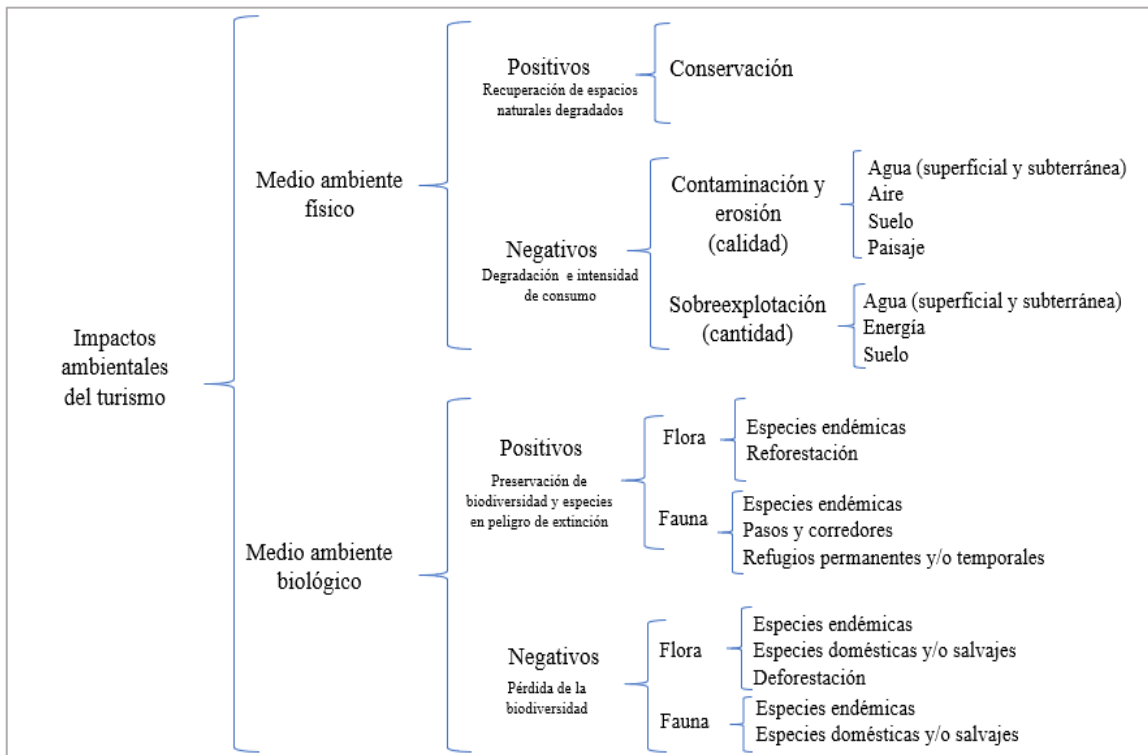 Impactos
ambientales
del turismo
Medio ambiente
físico
Positivos
Recuperación de espacios
naturales degradados
Conservación
Negativos
Degradación e intensidad
de consumo
Contaminación y
erosión
(calidad)
Agua (superficial y subterránea)
Aire
Suelo
Paisaje
Sobreexplotación
(cantidad)
Agua (superficial y subterránea)
Energía
Suelo
Medio ambiente
biológico
Positivos
Preservación de
biodiversidad y especies
en peligro de extinción
Flora
Especies endémicas
Reforestación
Fauna
Especies endémicas
Pasos y corredores
Refugios permanentes y/o temporales
Negativos
Pérdida de la
biodiversidad
Flora
Especies endémicas
Especies domésticas y/o salvajes
Deforestación
Fauna
Especies endémicas
Especies domésticas y/o salvajes